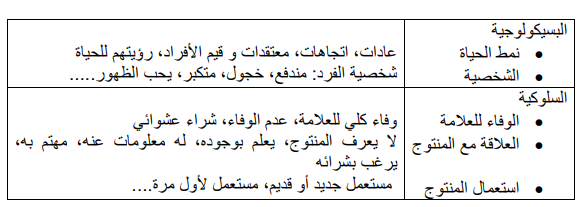 البسيكولوجية
• نمط الحياة
عادات، اتجاهات، معتقدات و قيم الأفراد، رؤيتهم للحياة
• الشخصية
شخصية الفرد: مندفع، خجول، متكبر، يحب الظهور.....
السلوكية
• الوفاء للعلامة
وفاء كلي للعلامة، عدم الوفاء، شراء عشوائي
• العلاقة مع المنتوج
لا يعرف المنتوج، يعلم بوجوده، له معلومات عنه، مهتم به،
يرغب بشرائه
• استعمال المنتوج
مستعمل جديد أو قديم، مستعمل لأول مرة....